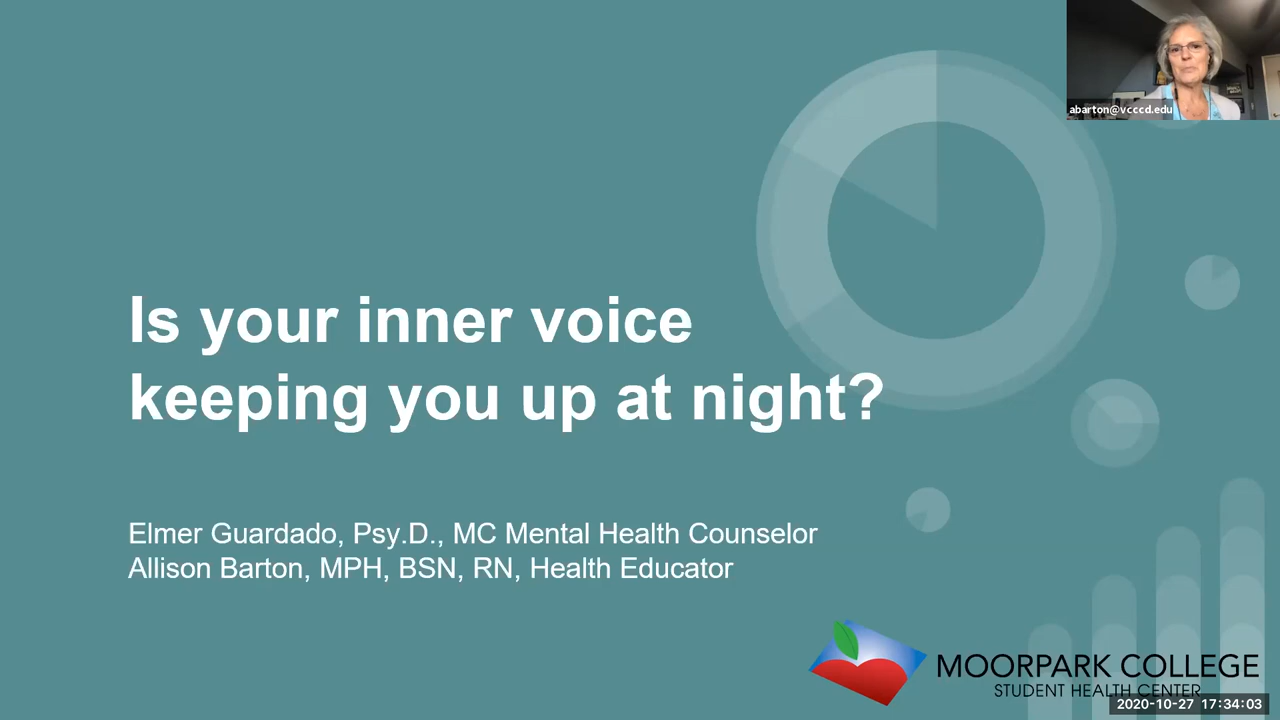 abarton@vcccd.edu
Is your inner voice
keeping you up at night?
Elmer Guardado, Psy.D., MC Mental Health Counselor
Allison Barton, MPH, BSN, RN, Health Educator
MOORPARK COLLEGE
STUDENT HEALTH CENTER
2020-10-27 17:34:03